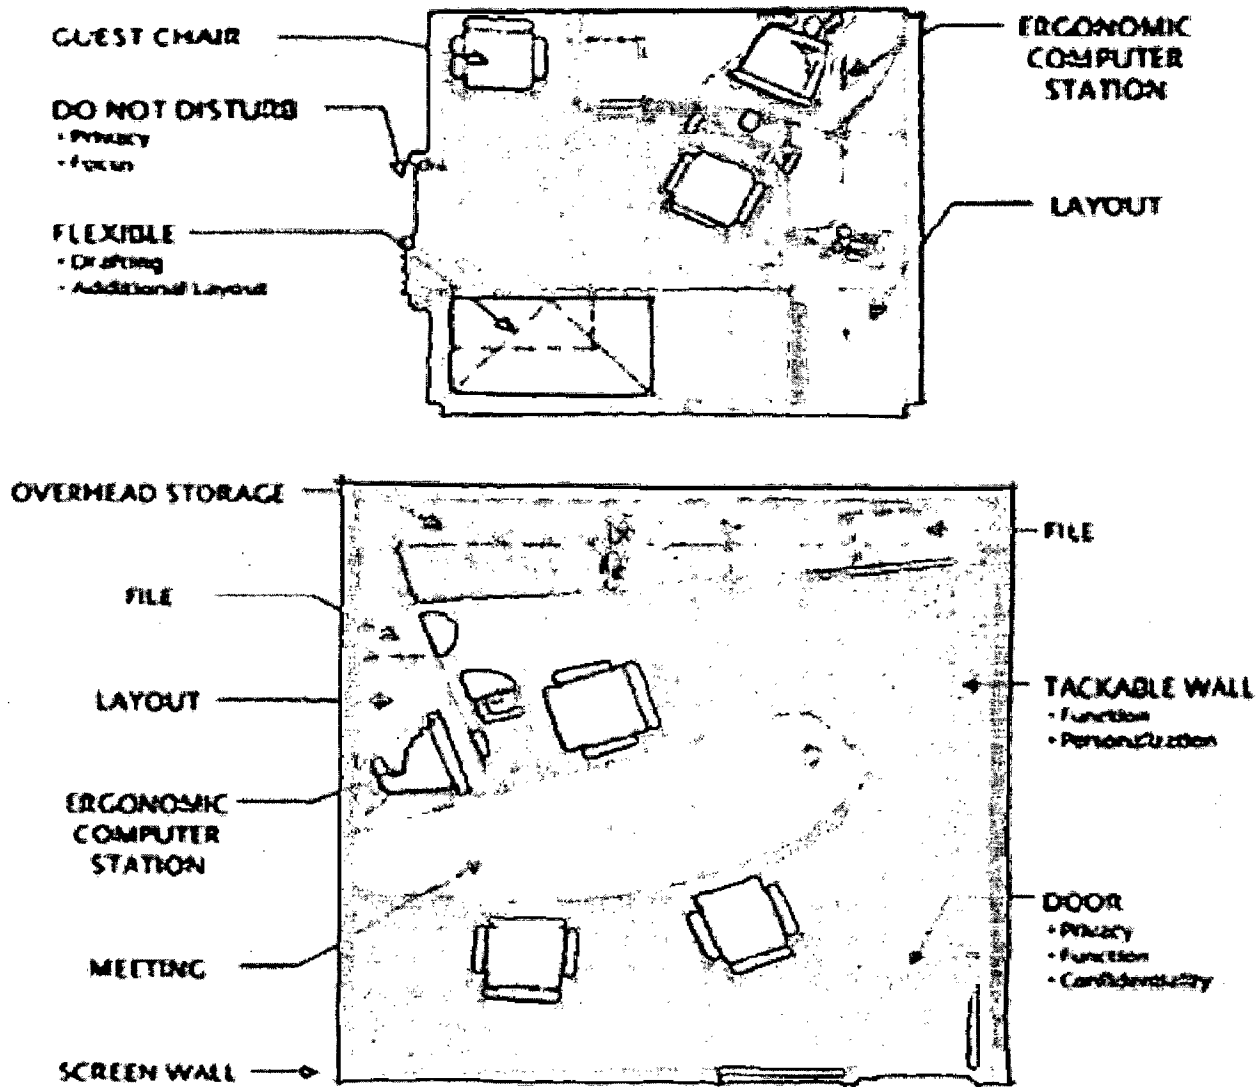 GUEST CHAIR
DO NOT DISTURB
• Privacy
• Focus
FLEXIBLE
• Drafting
• Additional Layout
ERGONOMIC
COMPUTER
STATION
LAYOUT
OVERHEAD STORAGE
FILE
LAYOUT
ERGONOMIC
COMPUTER
STATION
MEETING
SCREEN WALL
FILE
TACKABLE WALL
• Function
• Personalization
DOOR
• Privacy
• Function
• Confidentiality